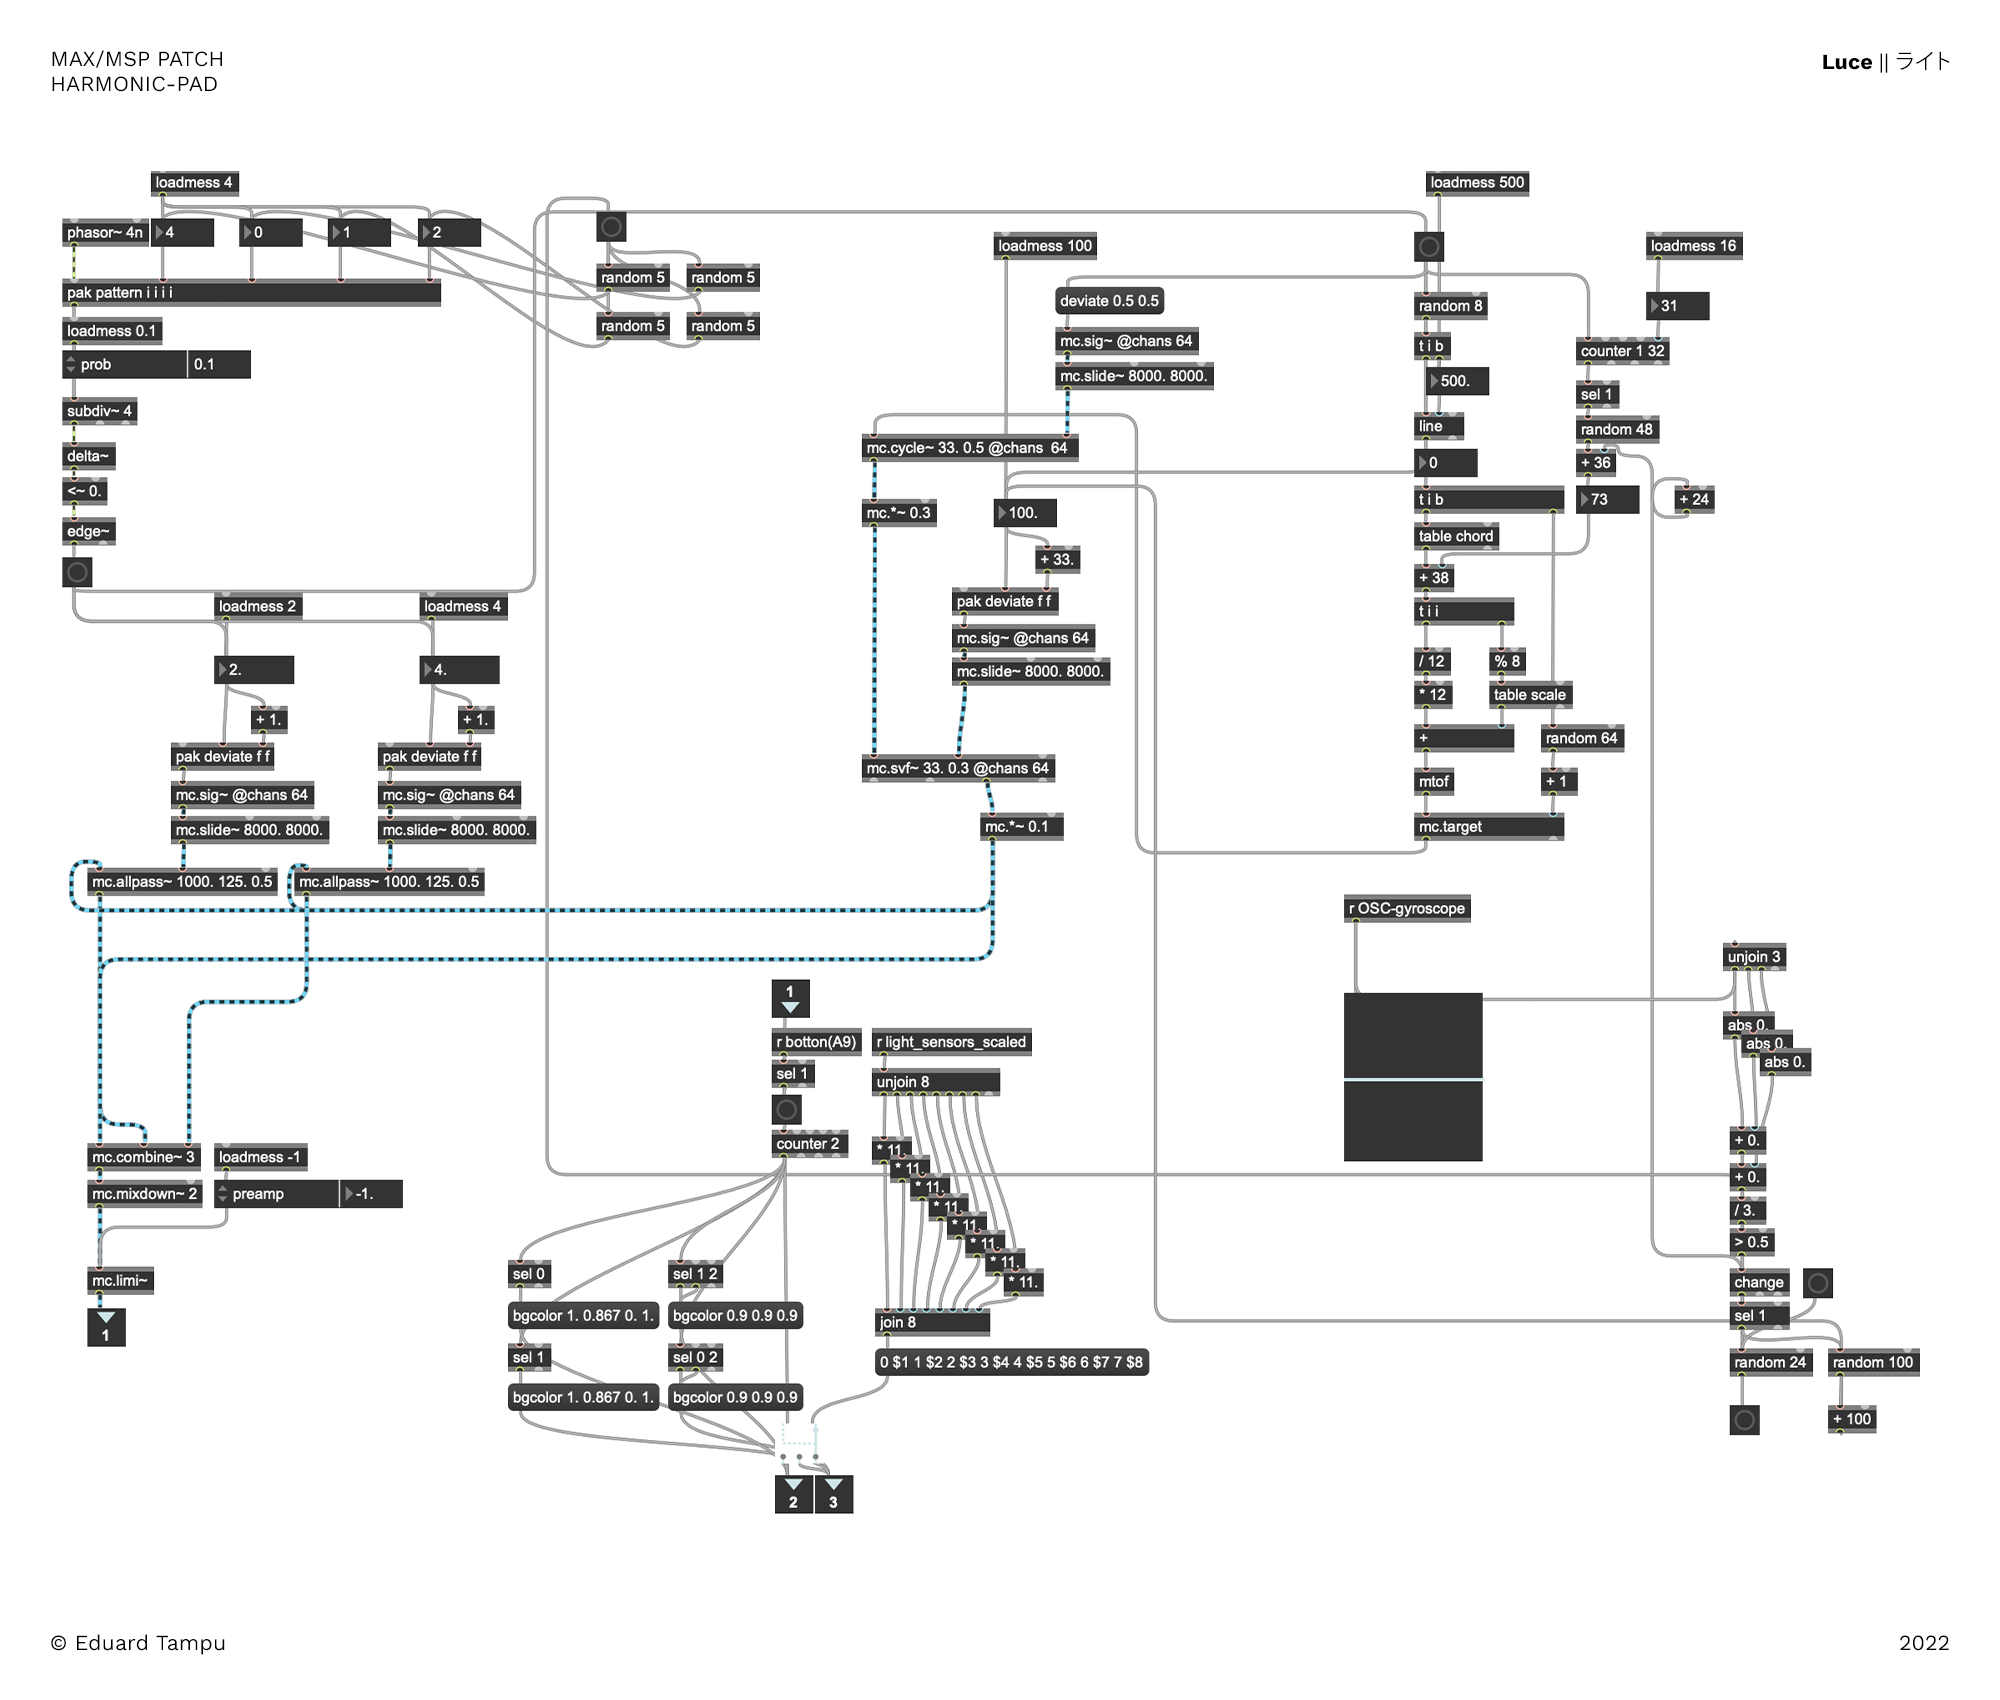 MAX/MSP PATCH
HARMONIC-PAD
Luce || ライト
loadmess 4
phasor~ 4n
4
0
1
2
pak pattern i i i i
loadmess 0.1
prob
0.1
subdiv~ 4
delta~
<~ 0.
edge~
loadmess 2
loadmess 4
2.
4.
+ 1.
+ 1.
pak deviate f f
pak deviate f f
mc.sig~ @chans 64
mc.sig~ @chans 64
mc.slide~ 8000. 8000.
mc.slide~ 8000. 8000.
mc.allpass~ 1000. 125. 0.5
mc.allpass~ 1000. 125. 0.5
mc.combine~ 3
loadmess -1
mc.mixdown~ 2
preamp
-1.
mc.limi~
1
random 5
random 5
random 5
random 5
loadmess 100
deviate 0.5 0.5
mc.sig~ @chans 64
mc.slide~ 8000. 8000.
mc.cycle~ 33. 0.5 @chans 64
mc.*~ 0.3
100.
+ 33.
pak deviate f f
mc.sig~ @chans 64
mc.slide~ 8000. 8000.
mc.svf~ 33. 0.3 @chans 64
mc.*~ 0.1
loadmess 500
loadmess 16
random 8
31
t i b
counter 1 32
500.
sel 1
line
random 48
0
+ 36
t i b
73
+ 24
table chord
+ 38
t i i
/ 12
% 8
* 12
table scale
+
random 64
mtof
+ 1
mc.target
r OSC-gyroscope
unjoin 3
abs 0.
abs 0.
abs 0.
+ 0.
+ 0.
/ 3.
> 0.5
change
sel 1
random 24
random 100
+ 100
1
r botton(A9)
r light_sensors_scaled
sel 1
unjoin 8
counter 2
* 11.
* 11.
* 11.
* 11.
* 11.
* 11.
* 11.
* 11.
sel 0
sel 1 2
bgcolor 1. 0.867 0. 1.
bgcolor 0.9 0.9 0.9
join 8
sel 1
sel 0 2
0 $1 1 $2 2 $3 3 $4 4 $5 5 $6 6 $7 7 $8
bgcolor 1. 0.867 0. 1.
bgcolor 0.9 0.9 0.9
2
3
© Eduard Tampu
2022